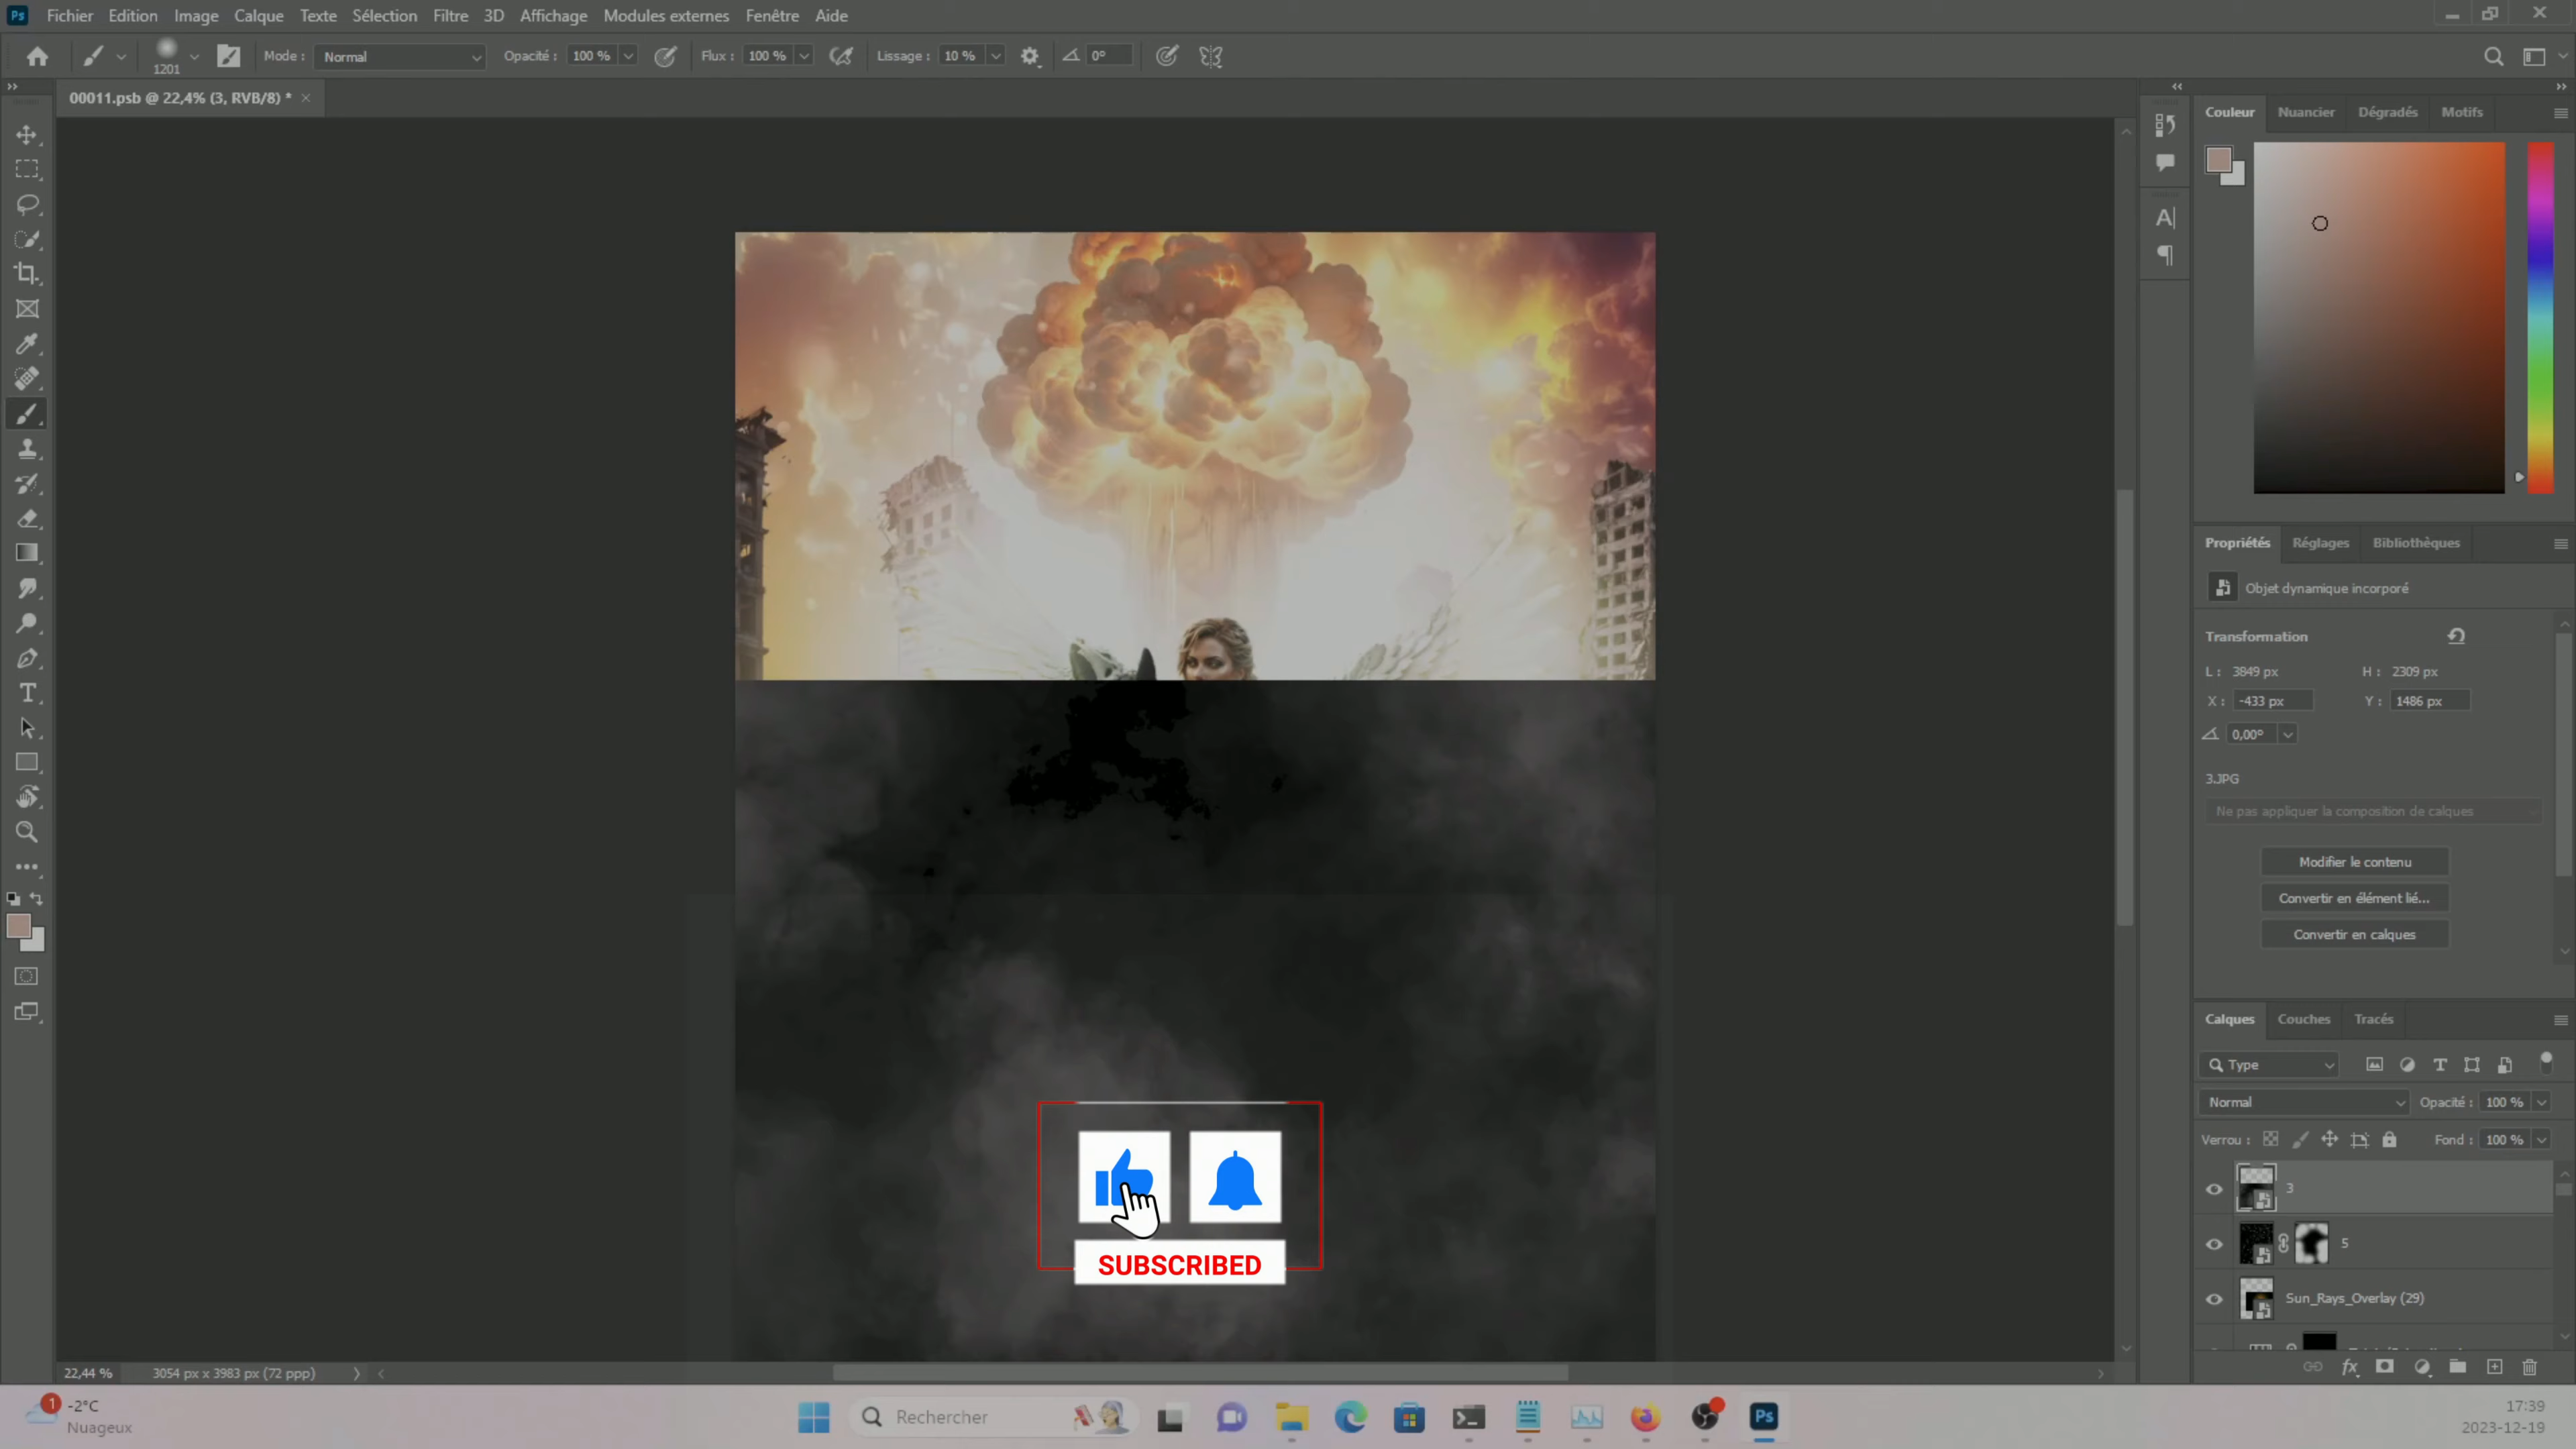 Ps Fichier Edition Image Calque Texte Sélection Filtre 3D Affichage Modules externes Fenêtre Aide
1201 Mode : Normal Opacité : 100 % Flux : 100 % Lissage : 10 % 0°
00011.psb @ 22,4% (3, RVB/8) * ×
Couleur Nuancier Dégradés Motifs
Propriétés Réglages Bibliothèques
Objet dynamique incorporé
Transformation
L : 3849 px H : 2309 px
X : -433 px Y : 1486 px
0,00°
3.JPG
Ne pas appliquer la composition de calques
Modifier le contenu
Convertir en élément lié...
Convertir en calques
Calques Couches Tracés
Type
Normal Opacité : 100 %
Verrou : Fond : 100 %
3
5
Sun_Rays_Overlay (29)
SUBSCRIBED
22,44 % 3054 px x 3983 px (72 ppp)
1 -2°C
Nuageux
Rechercher
Ps
17:39
2023-12-19